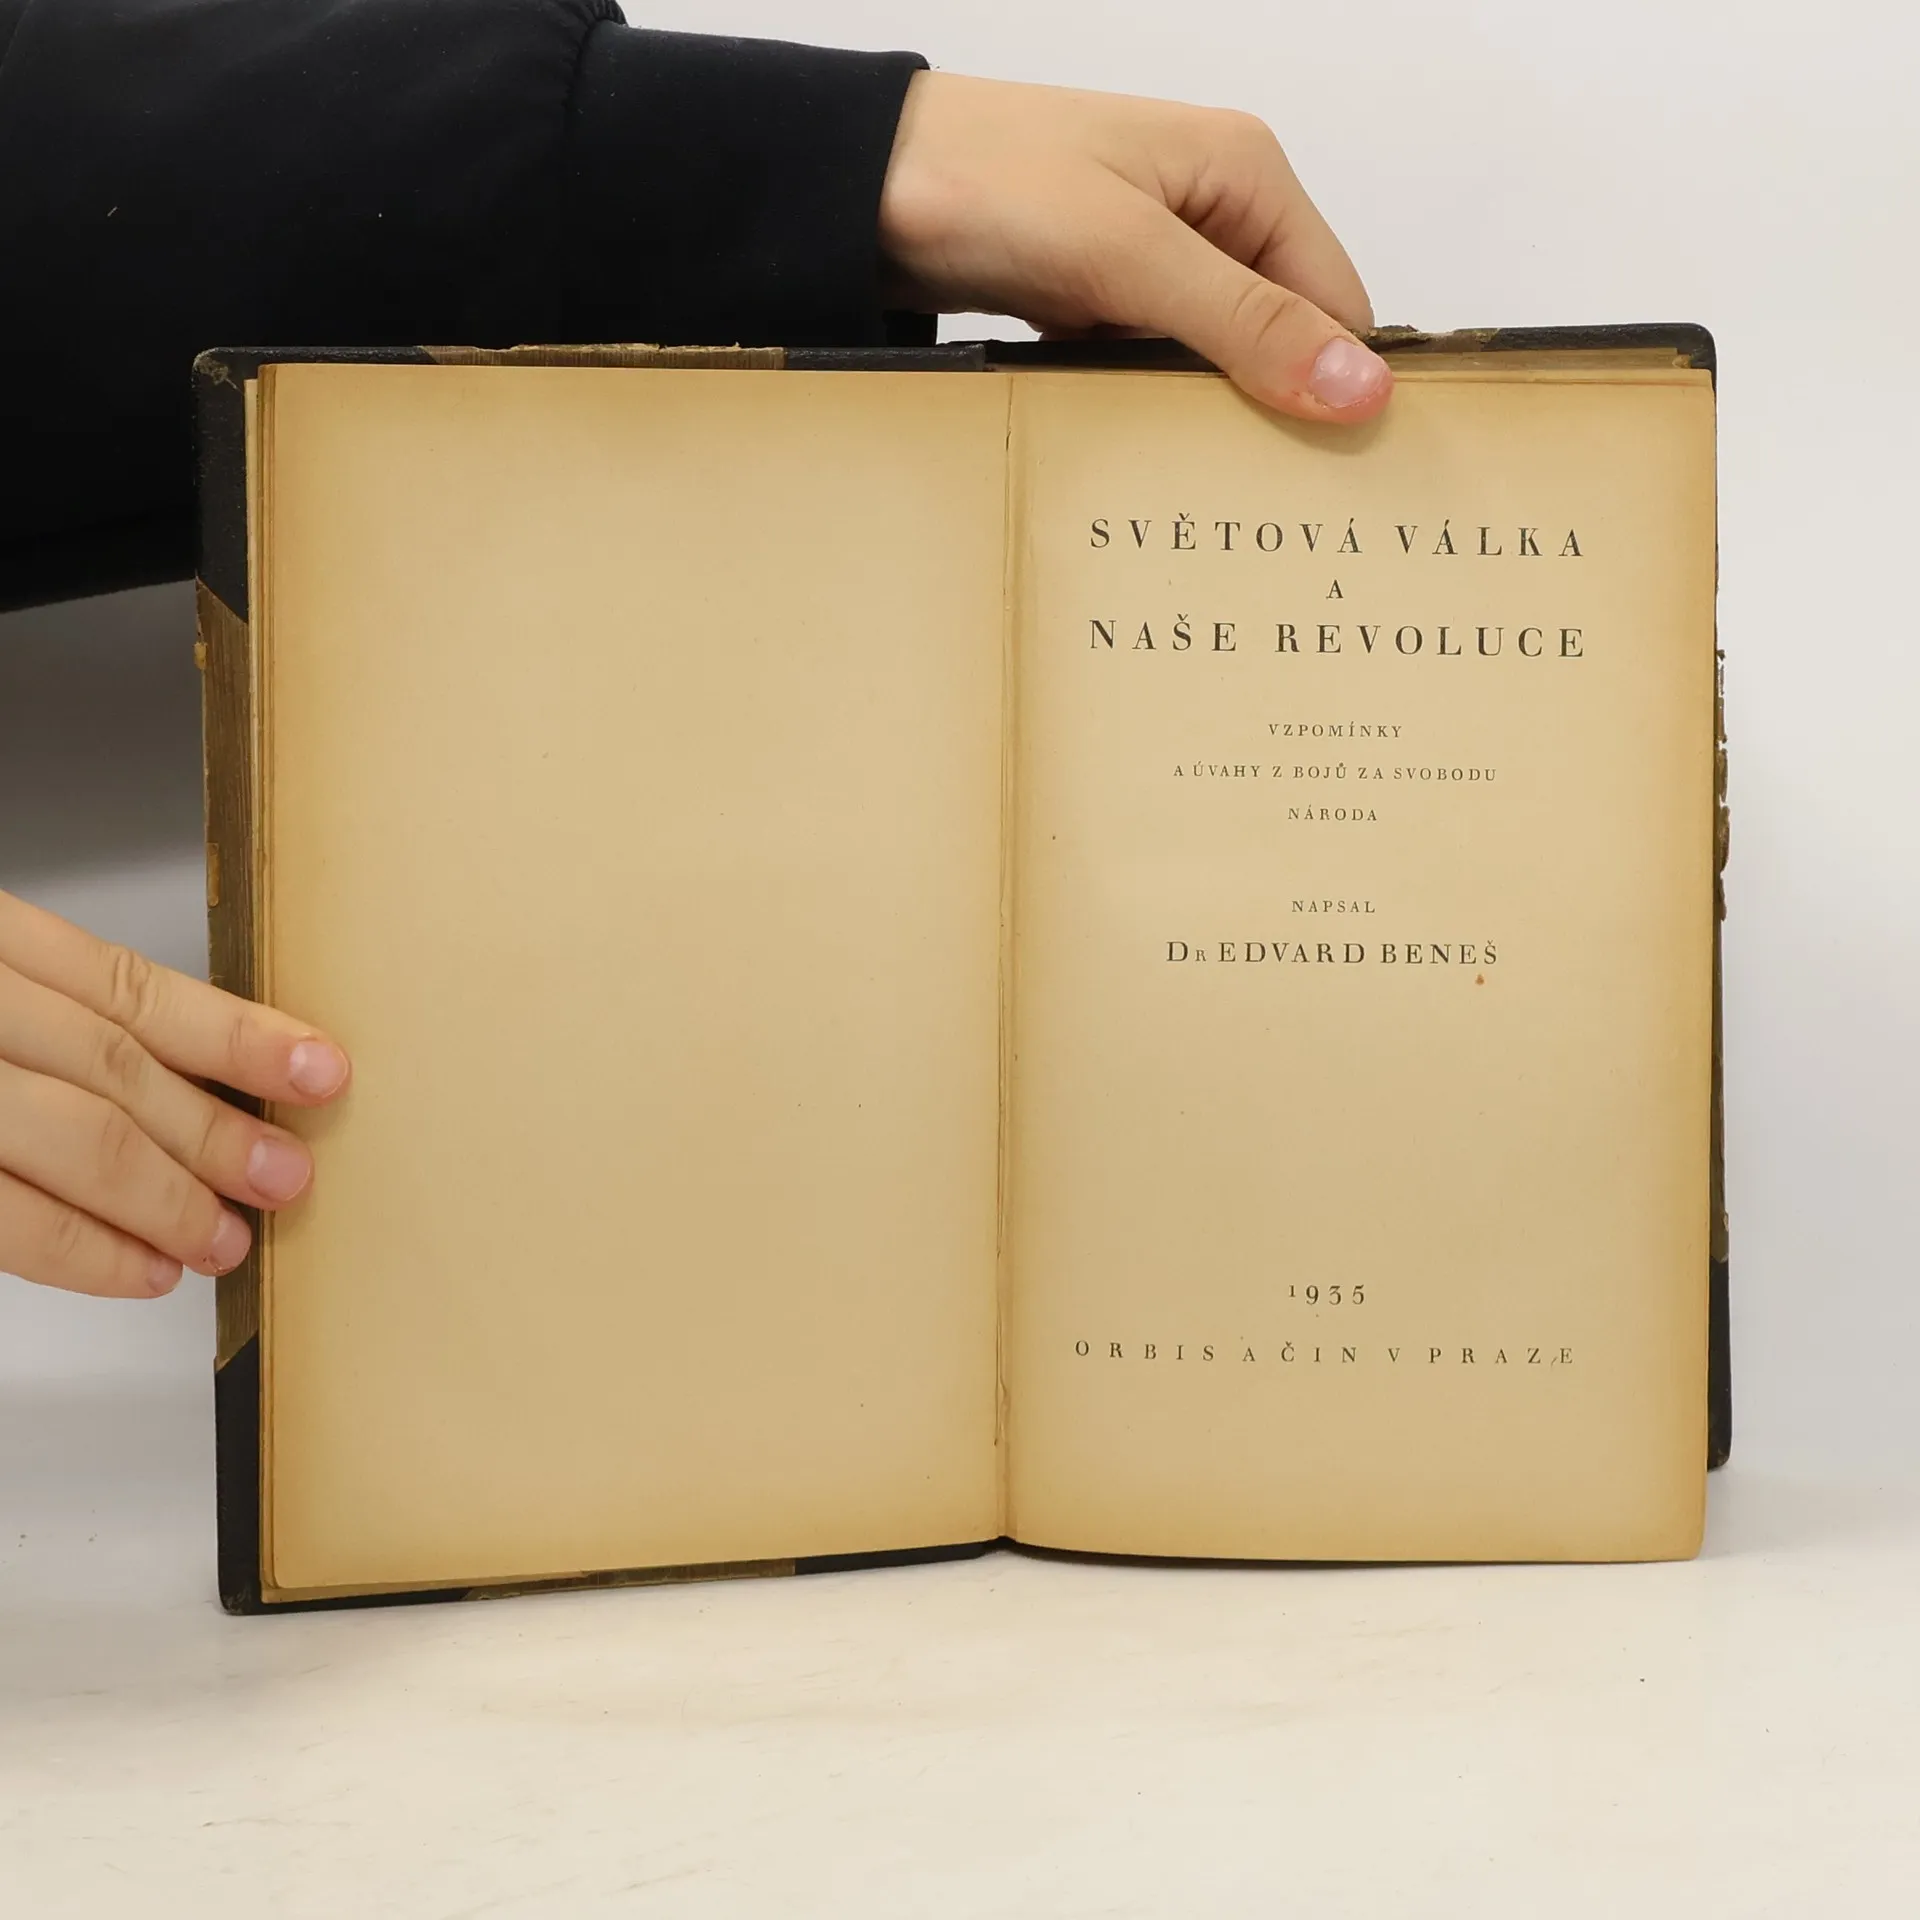 SVĚTOVÁ VÁLKA
A
NAŠE REVOLUCE
VZPOMÍNKY
A ÚVAHY Z BOJŮ ZA SVOBODU
NÁRODA
NAPSAL
DR EDVARD BENEŠ
1935
ORBIS A ČIN V PRAZE